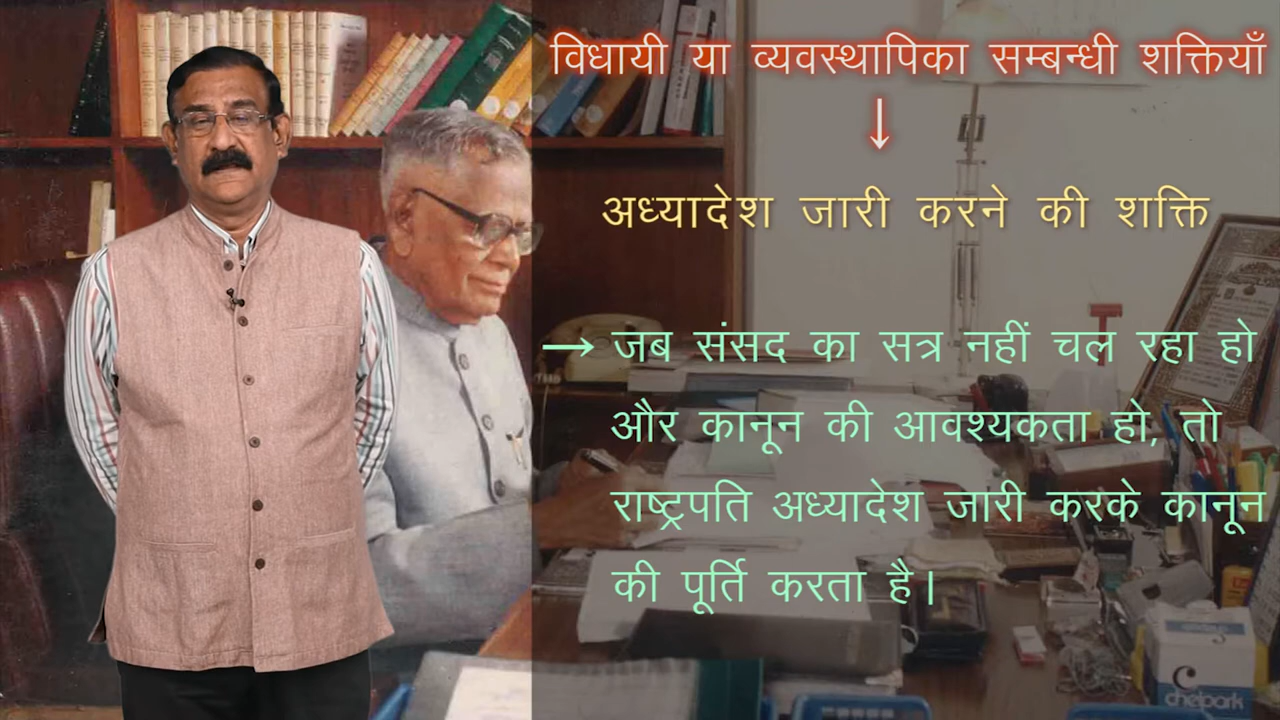 विधायी या व्यवस्थापिका सम्बन्धी शक्तियाँ
↓
अध्यादेश जारी करने की शक्ति
→ जब संसद का सत्र नहीं चल रहा हो
और कानून की आवश्यकता हो, तो
राष्ट्रपति अध्यादेश जारी करके कानून
की पूर्ति करता है।
chelpark